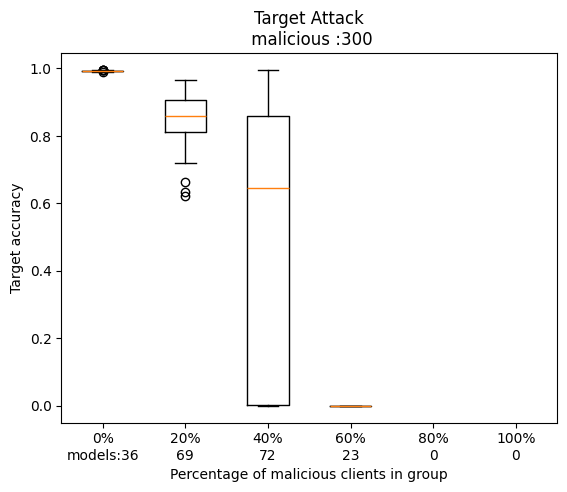 Target Attack
malicious :300
Target accuracy
1.0
0.8
0.6
0.4
0.2
0.0
0% 20% 40% 60% 80% 100%
models:36 69 72 23 0 0
Percentage of malicious clients in group